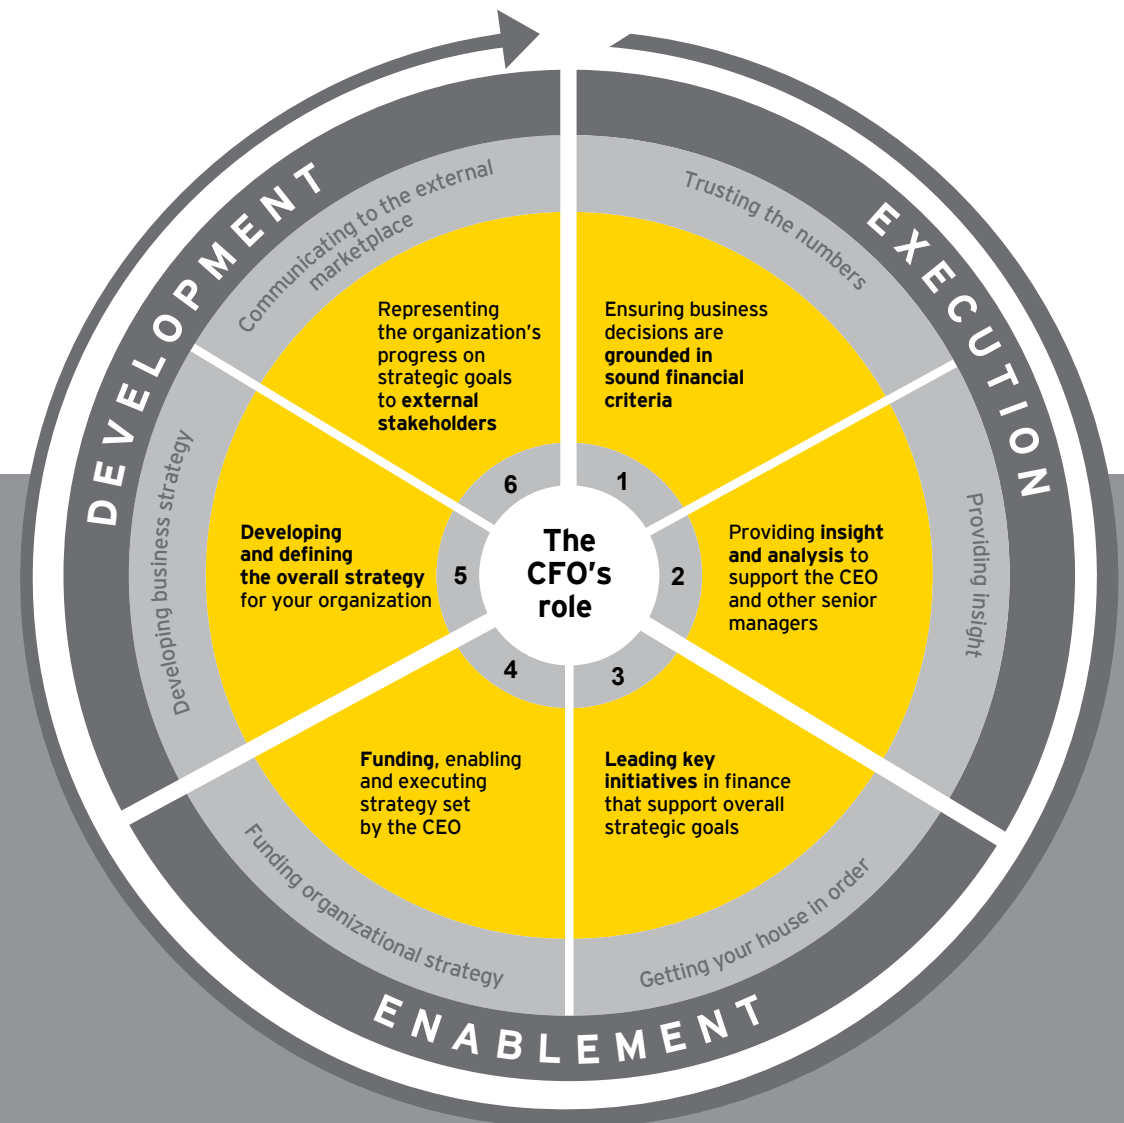 DEVELOPMENT
EXECUTION
ENABLEMENT
Communicating to the external
marketplace
Trusting the numbers
Providing insight
Getting your house in order
Funding organizational strategy
Developing business strategy
The
CFO's
role
1
Ensuring business
decisions are
grounded in
sound financial
criteria
2
Providing insight
and analysis to
support the CEO
and other senior
managers
3
Leading key
initiatives in finance
that support overall
strategic goals
4
Funding, enabling
and executing
strategy set
by the CEO
5
Developing
and defining
the overall strategy
for your organization
6
Representing
the organization's
progress on
strategic goals
to external
stakeholders